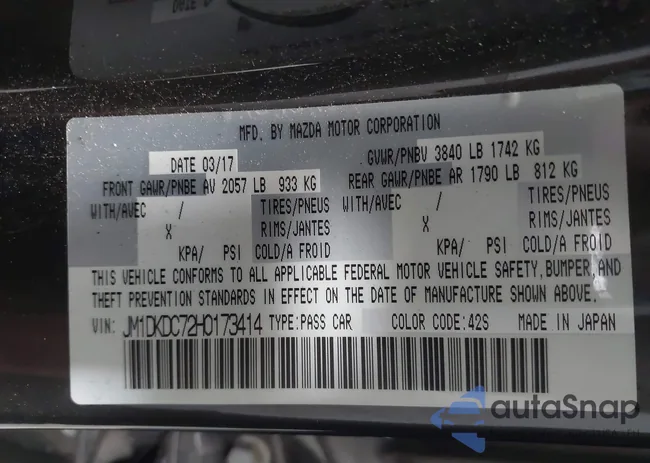 MFD. BY MAZDA MOTOR CORPORATION
DATE 03/17 GVWR/PNBV 3840 LB 1742 KG
FRONT GAWR/PNBE AV 2057 LB 933 KG REAR GAWR/PNBE AR 1790 LB 812 KG
WITH/AVEC / TIRES/PNEUS WITH/AVEC / TIRES/PNEUS
X RIMS/JANTES X RIMS/JANTES
KPA/ PSI COLD/A FROID KPA/ PSI COLD/A FROID
THIS VEHICLE CONFORMS TO ALL APPLICABLE FEDERAL MOTOR VEHICLE SAFETY, BUMPER, AND
THEFT PREVENTION STANDARDS IN EFFECT ON THE DATE OF MANUFACTURE SHOWN ABOVE.
VIN: JM1DKDC72H0173414 TYPE:PASS CAR COLOR CODE:42S MADE IN JAPAN
autaSnap